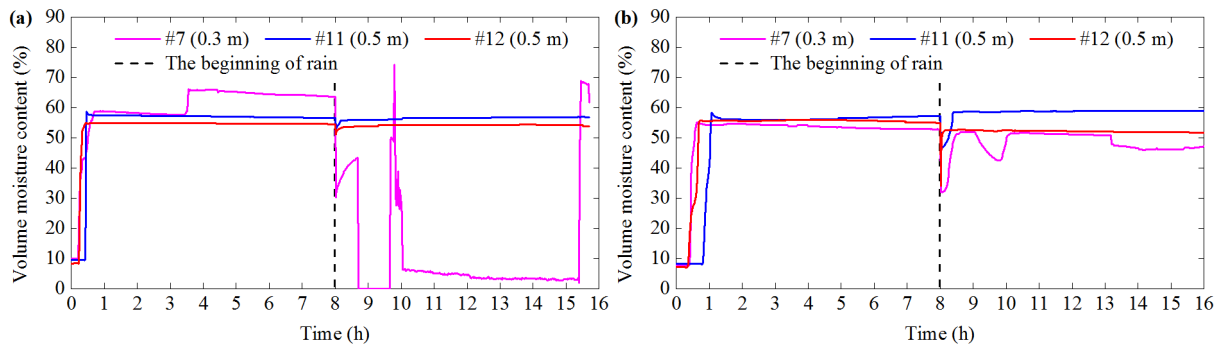 (a)
Volume moisture content (%)
90
80
70
60
50
40
30
20
10
0
#7 (0.3 m) #11 (0.5 m) #12 (0.5 m)
The beginning of rain
0 1 2 3 4 5 6 7 8 9 10 11 12 13 14 15 16
Time (h)
(b)
Volume moisture content (%)
90
80
70
60
50
40
30
20
10
0
#7 (0.3 m) #11 (0.5 m) #12 (0.5 m)
The beginning of rain
0 1 2 3 4 5 6 7 8 9 10 11 12 13 14 15 16
Time (h)